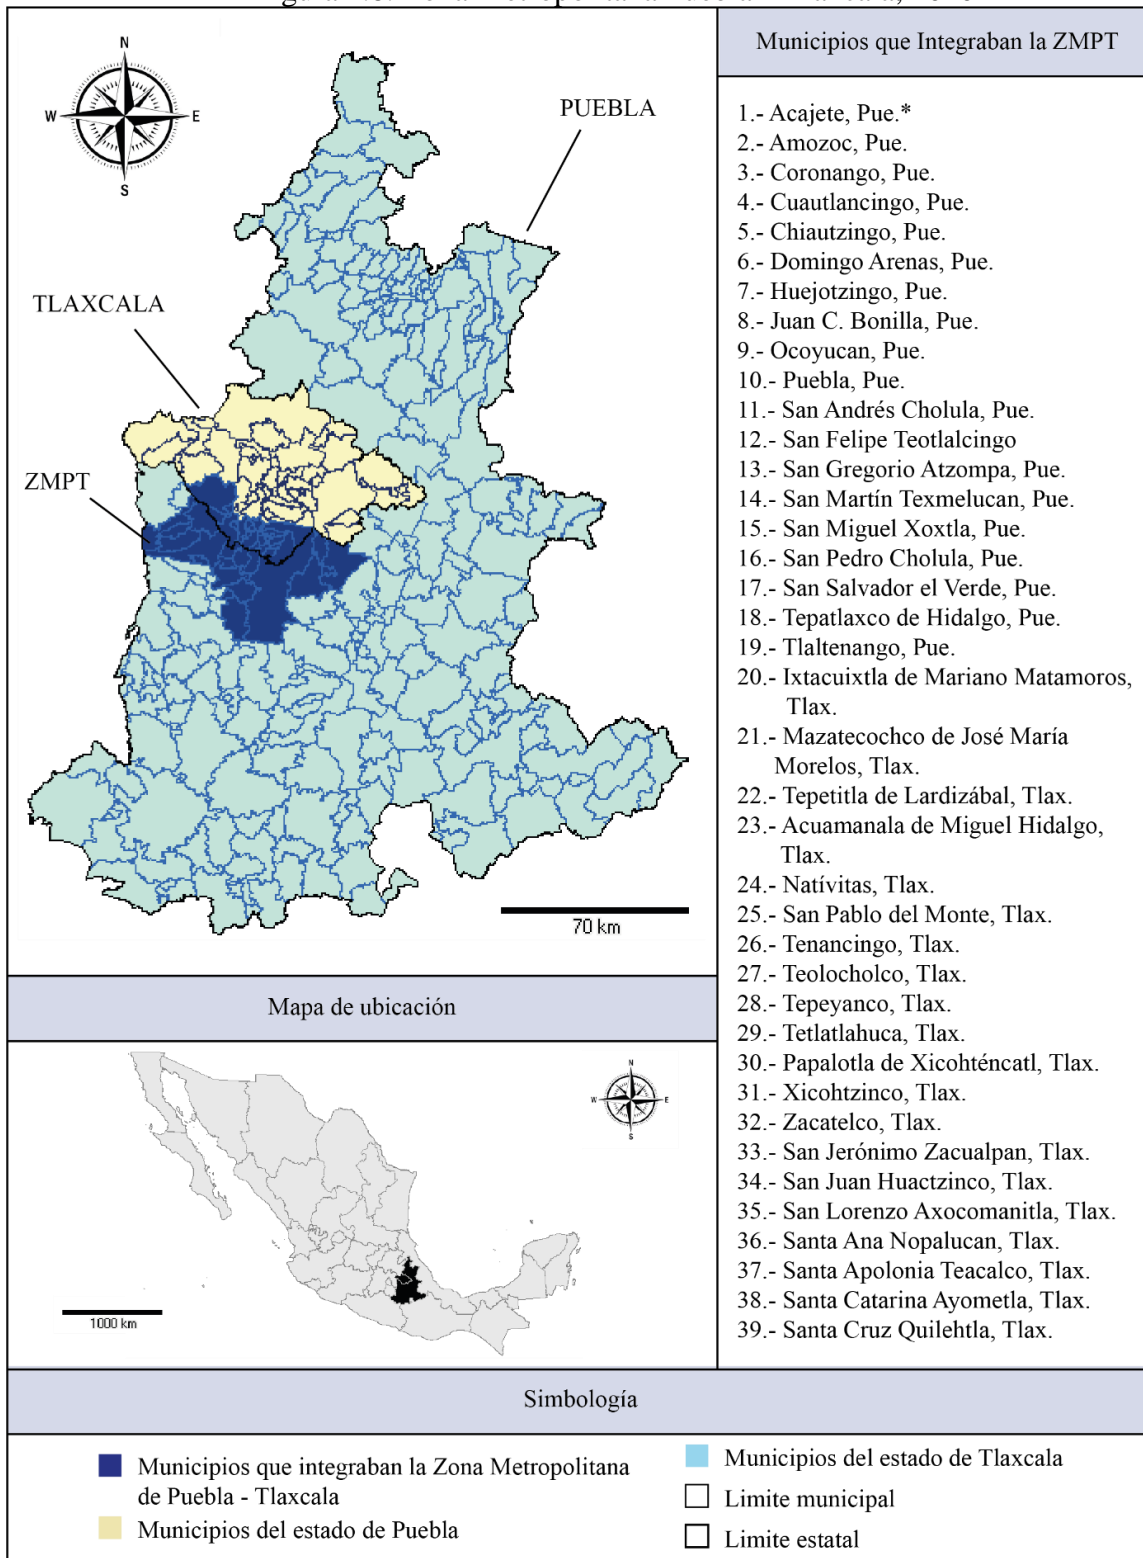 Municipios que Integraban la ZMPT
N
W
E
S
PUEBLA
TLAXCALA
ZMPT
70 km
1.- Acajete, Pue.*
2.- Amozoc, Pue.
3.- Coronango, Pue.
4.- Cuautlancingo, Pue.
5.- Chiautzingo, Pue.
6.- Domingo Arenas, Pue.
7.- Huejotzingo, Pue.
8.- Juan C. Bonilla, Pue.
9.- Ocoyucan, Pue.
10.- Puebla, Pue.
11.- San Andrés Cholula, Pue.
12.- San Felipe Teotlalcingo
13.- San Gregorio Atzompa, Pue.
14.- San Martín Texmelucan, Pue.
15.- San Miguel Xoxtla, Pue.
16.- San Pedro Cholula, Pue.
17.- San Salvador el Verde, Pue.
18.- Tepatlaxco de Hidalgo, Pue.
19.- Tlaltenango, Pue.
20.- Ixtacuixtla de Mariano Matamoros,
Tlax.
21.- Mazatecochco de José María
Morelos, Tlax.
22.- Tepetitla de Lardizábal, Tlax.
23.- Acuamanala de Miguel Hidalgo,
Tlax.
24.- Natívitas, Tlax.
25.- San Pablo del Monte, Tlax.
26.- Tenancingo, Tlax.
27.- Teolocholco, Tlax.
28.- Tepeyanco, Tlax.
29.- Tetlatlahuca, Tlax.
30.- Papalotla de Xicohténcatl, Tlax.
31.- Xicohtzinco, Tlax.
32.- Zacatelco, Tlax.
33.- San Jerónimo Zacualpan, Tlax.
34.- San Juan Huactzinco, Tlax.
35.- San Lorenzo Axocomanitla, Tlax.
36.- Santa Ana Nopalucan, Tlax.
37.- Santa Apolonia Teacalco, Tlax.
38.- Santa Catarina Ayometla, Tlax.
39.- Santa Cruz Quilehtla, Tlax.
Mapa de ubicación
N
W
E
S
1000 km
Simbología
Municipios que integraban la Zona Metropolitana
de Puebla - Tlaxcala
Municipios del estado de Puebla
Municipios del estado de Tlaxcala
Limite municipal
Limite estatal